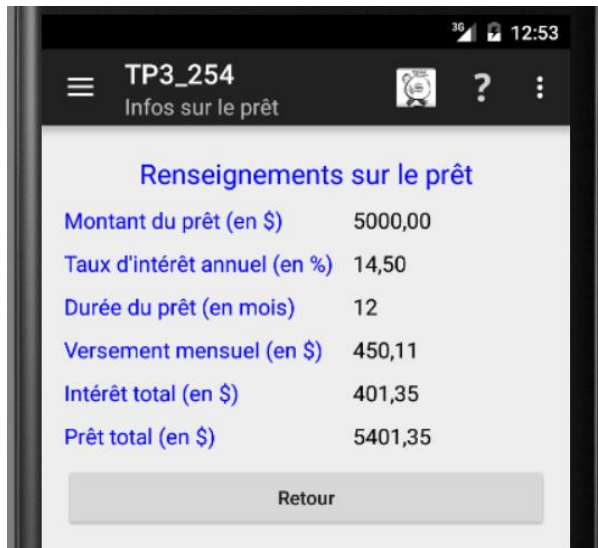 3G 12:53
TP3_254
Infos sur le prêt
?
Renseignements sur le prêt
Montant du prêt (en $) 5000,00
Taux d'intérêt annuel (en %) 14,50
Durée du prêt (en mois) 12
Versement mensuel (en $) 450,11
Intérêt total (en $) 401,35
Prêt total (en $) 5401,35
Retour